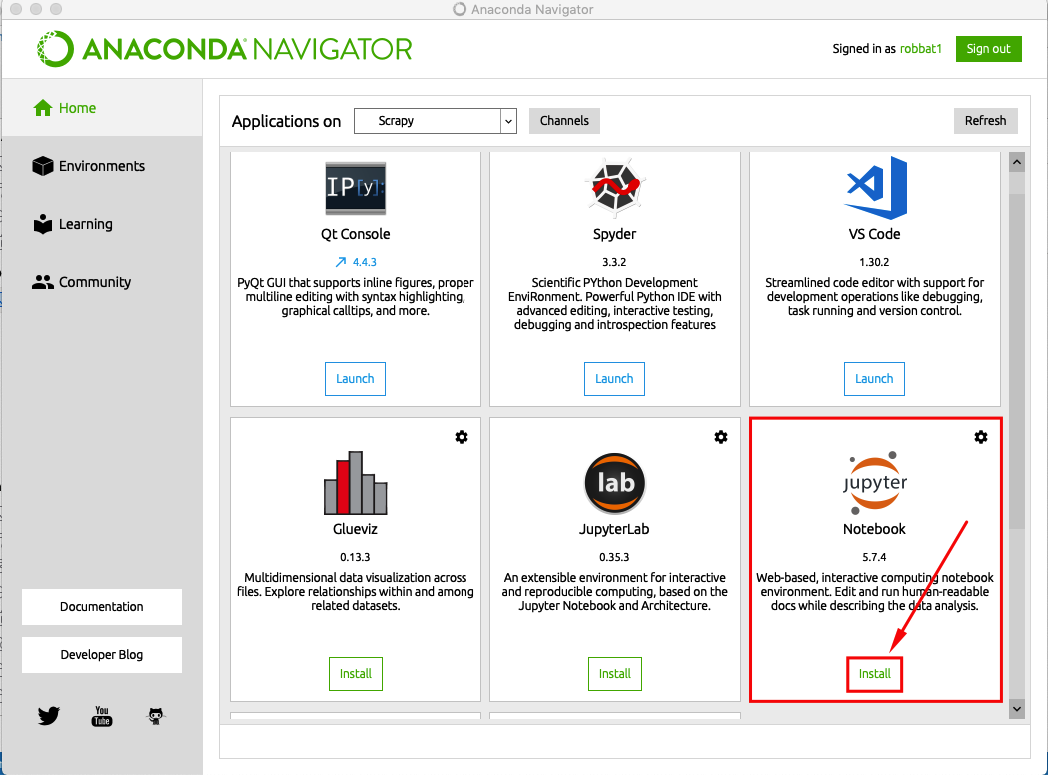 Anaconda Navigator
ANACONDA NAVIGATOR
Signed in as robbat1
Sign out
Home
Environments
Learning
Community
Documentation
Developer Blog
You
Tube
Applications on
Scrapy
Channels
Refresh
IP[y]:
Qt Console
4.4.3
PyQt GUI that supports inline figures, proper
multiline editing with syntax highlighting,
graphical calltips, and more.
Launch
Spyder
3.3.2
Scientific PYthon Development
EnviRonment. Powerful Python IDE with
advanced editing, interactive testing,
debugging and introspection features
Launch
VS Code
1.30.2
Streamlined code editor with support for
development operations like debugging,
task running and version control.
Launch
Glueviz
0.13.3
Multidimensional data visualization across
files. Explore relationships within and among
related datasets.
Install
lab
JupyterLab
0.35.3
An extensible environment for interactive
and reproducible computing, based on the
Jupyter Notebook and Architecture.
Install
jupyter
Notebook
5.7.4
Web-based, interactive computing notebook
environment. Edit and run human-readable
docs while describing the data analysis.
Install